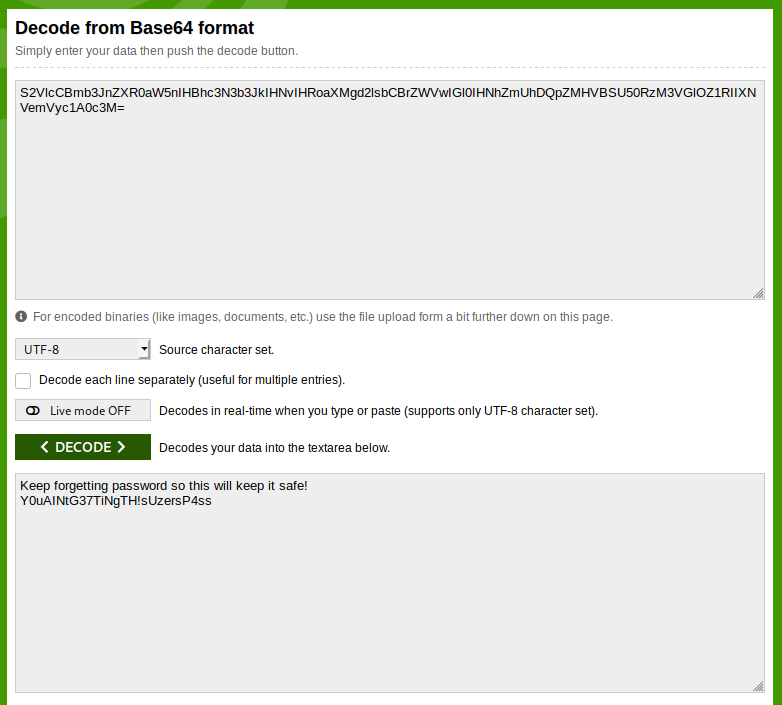 Decode from Base64 format
Simply enter your data then push the decode button.
S2VlcCBmb3JnZXR0aW5nIHBhc3N3b3JkIHNvIHRoaXMgd2lsbCBrZWVwIGl0IHNhZmUhDQpZMHVBSU50RzM3VGlOZ1RIIXN
VemVyc1A0c3M=
For encoded binaries (like images, documents, etc.) use the file upload form a bit further down on this page.
UTF-8 Source character set.
Decode each line separately (useful for multiple entries).
Live mode OFF Decodes in real-time when you type or paste (supports only UTF-8 character set).
< DECODE > Decodes your data into the textarea below.
Keep forgetting password so this will keep it safe!
Y0uAINtG37TiNgTH!sUzersP4ss